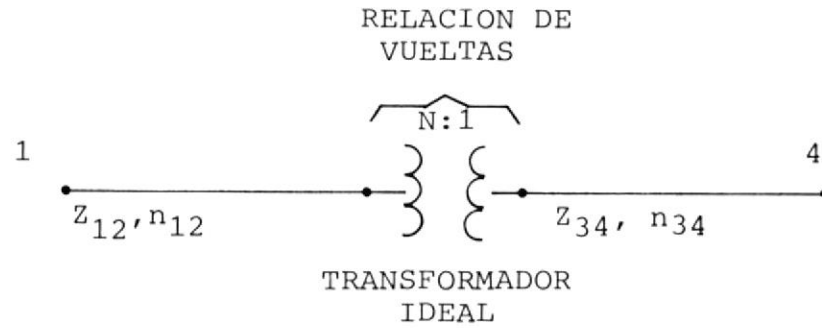 RELACION DE
VUELTAS
N:1
1
4
Z12,n12
Z34, n34
TRANSFORMADOR
IDEAL